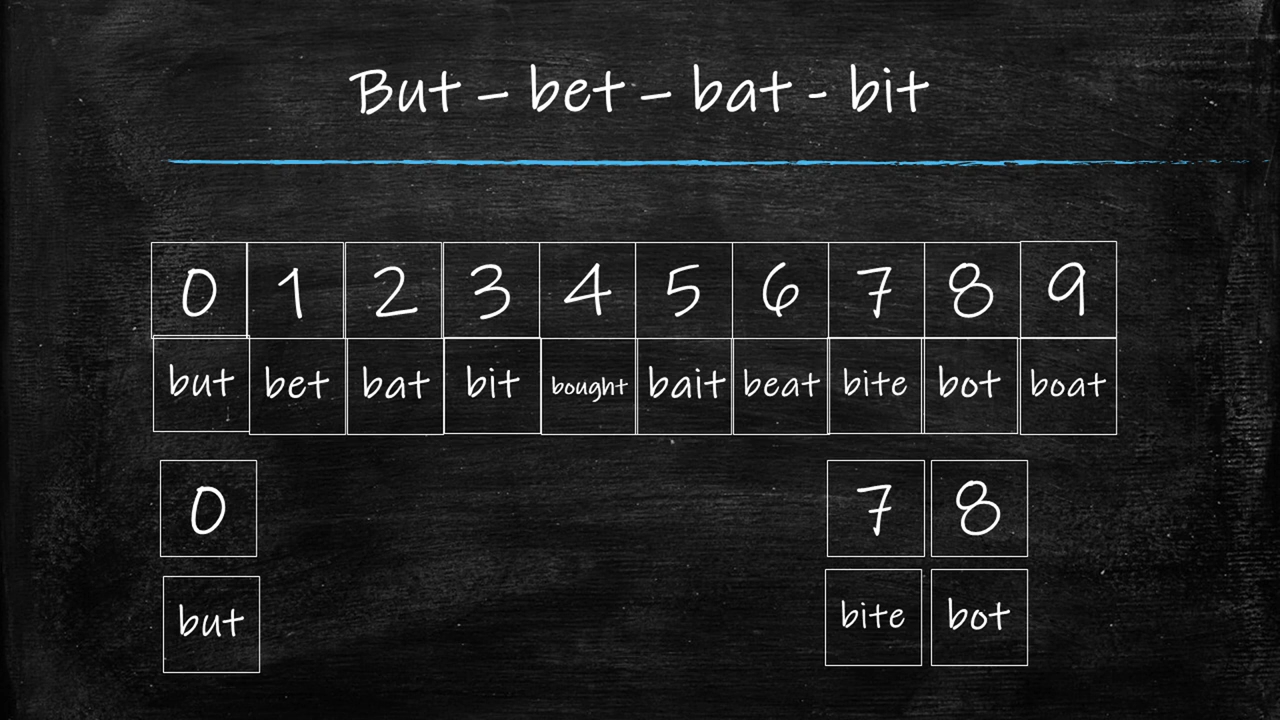 But – bet – bat - bit
0 1 2 3 4 5 6 7 8 9
but bet bat bit bought bait beat bite bot boat
0 7 8
but bite bot